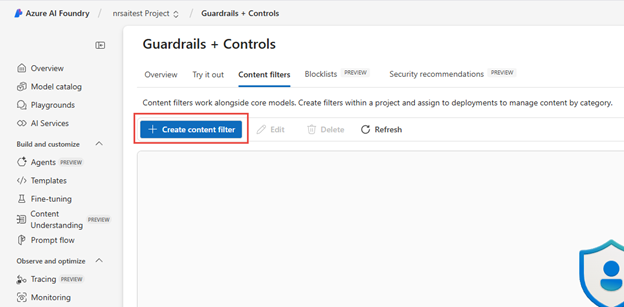 Azure AI Foundry / nrsaitest Project / Guardrails + Controls
Guardrails + Controls
Overview Try it out Content filters Blocklists PREVIEW Security recommendations PREVIEW
Content filters work alongside core models. Create filters within a project and assign to deployments to manage content by category.
+ Create content filter Edit Delete Refresh
Overview
Model catalog
Playgrounds
AI Services
Build and customize
Agents PREVIEW
Templates
Fine-tuning
Content
Understanding PREVIEW
Prompt flow
Observe and optimize
Tracing PREVIEW
Monitoring